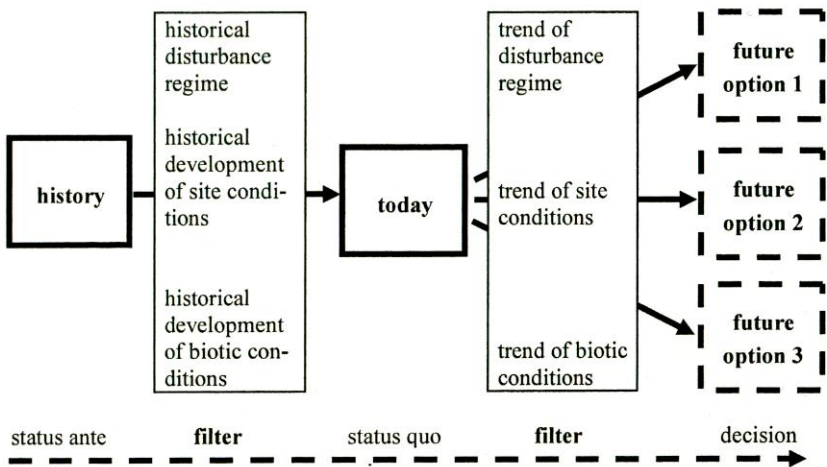 history
historical
disturbance
regime
historical
development
of site condi-
tions
historical
development
of biotic con-
ditions
today
trend of
disturbance
regime
trend of site
conditions
trend of biotic
conditions
future
option 1
future
option 2
future
option 3
status ante
filter
status quo
filter
decision